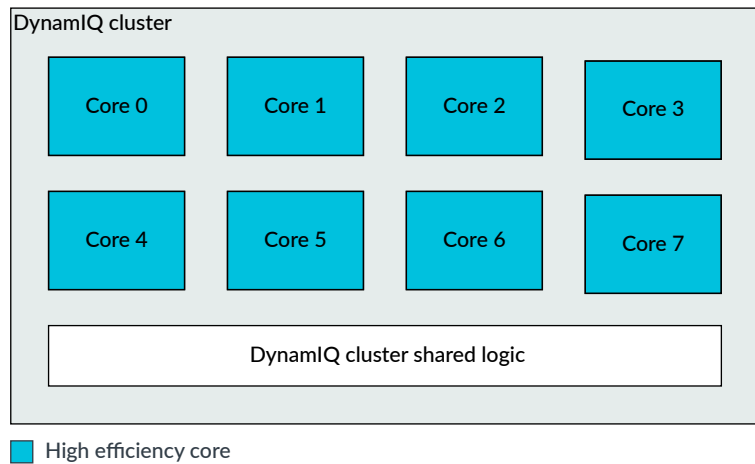 DynamIQ cluster
Core 0
Core 1
Core 2
Core 3
Core 4
Core 5
Core 6
Core 7
DynamIQ cluster shared logic
High efficiency core